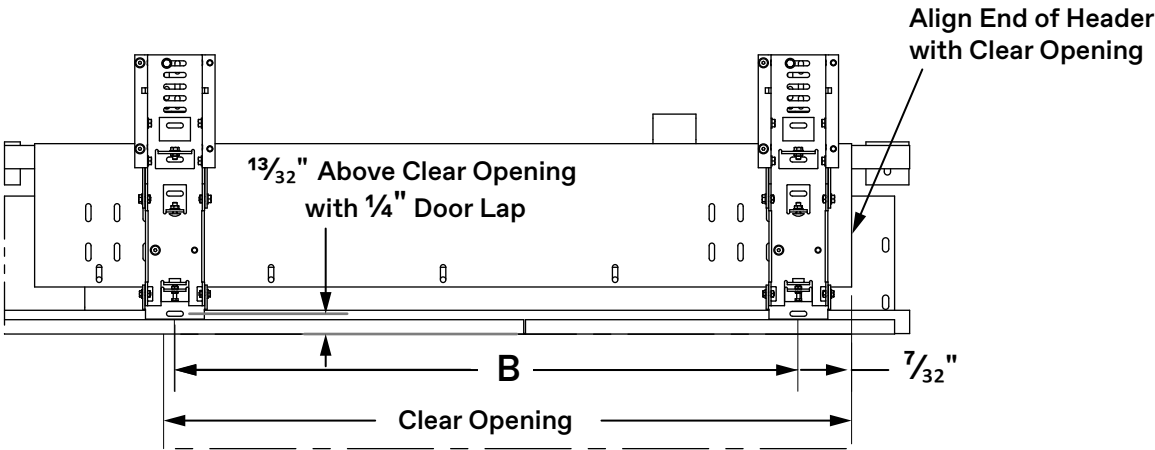 Align End of Header
with Clear Opening
¹³⁄₃₂" Above Clear Opening
with ¼" Door Lap
B
⁷⁄₃₂"
Clear Opening